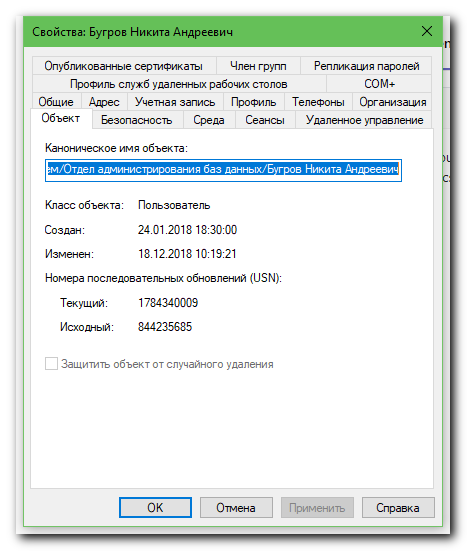 Свойства: Бугров Никита Андреевич
Опубликованные сертификаты Член групп Репликация паролей
Профиль служб удаленных рабочих столов COM+
Общие Адрес Учетная запись Профиль Телефоны Организация
Объект Безопасность Среда Сеансы Удаленное управление
Каноническое имя объекта:
ем/Отдел администрирования баз данных/Бугров Никита Андреевич
Класс объекта: Пользователь
Создан: 24.01.2018 18:30:00
Изменен: 18.12.2018 10:19:21
Номера последовательных обновлений (USN):
Текущий: 1784340009
Исходный: 844235685
Защитить объект от случайного удаления
OK Отмена Применить Справка